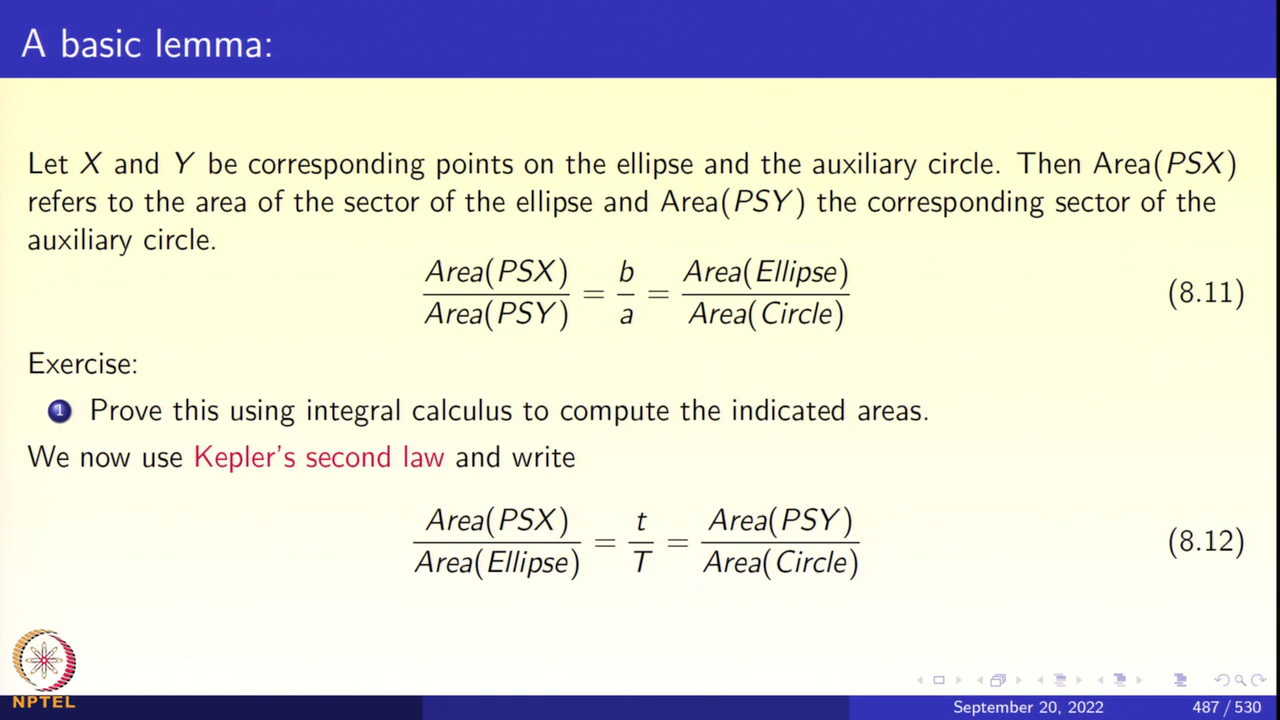 A basic lemma:
Let X and Y be corresponding points on the ellipse and the auxiliary circle. Then Area(PSX)
refers to the area of the sector of the ellipse and Area(PSY) the corresponding sector of the
auxiliary circle.
Area(PSX)/Area(PSY) = b/a = Area(Ellipse)/Area(Circle) (8.11)
Exercise:
1 Prove this using integral calculus to compute the indicated areas.
We now use Kepler's second law and write
Area(PSX)/Area(Ellipse) = t/T = Area(PSY)/Area(Circle) (8.12)
NPTEL
September 20, 2022 487 / 530